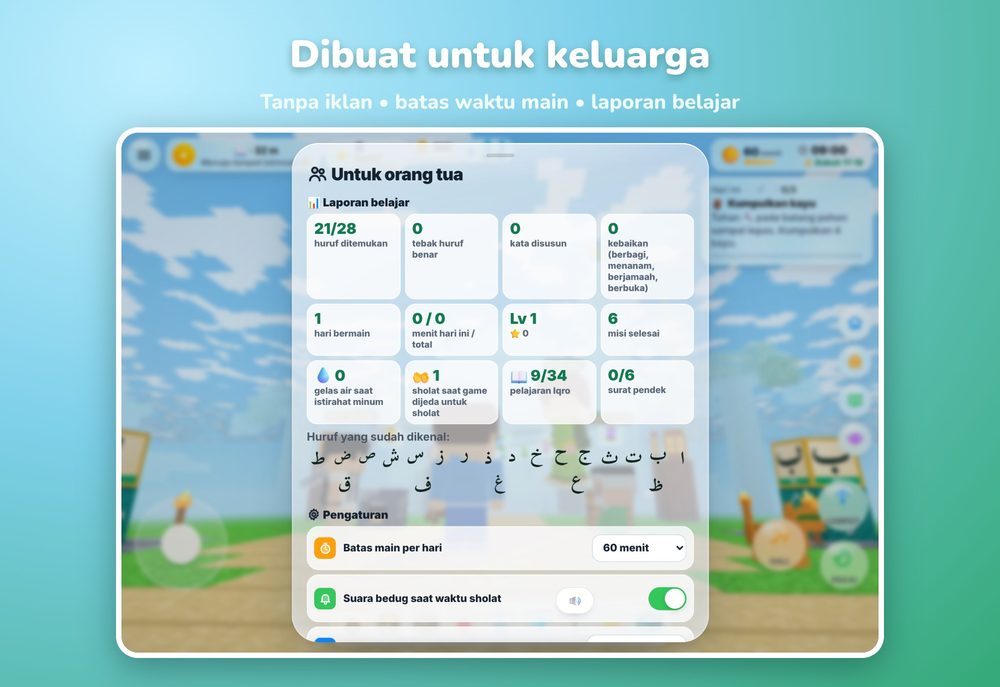 Dibuat untuk keluarga
Tanpa iklan • batas waktu main • laporan belajar
Untuk orang tua
📊 Laporan belajar
21/28
huruf ditemukan
0
tebak huruf
benar
0
kata disusun
0
kebaikan
(berbagi,
menanam,
berjamaah,
berbuka)
1
hari bermain
0 / 0
menit hari ini /
total
Lv 1
⭐ 0
6
misi selesai
💧 0
gelas air saat
istirahat minum
🤲 1
sholat saat game
dijeda untuk
sholat
📖 9/34
pelajaran Iqro
0/6
surat pendek
Huruf yang sudah dikenal:
ا ب ت ث ج ح خ د ذ ر ز س ش ص ض ط
ظ ع غ ف ق
Pengaturan
Batas main per hari
60 menit
Suara bedug saat waktu sholat
Kumpulkan kayu